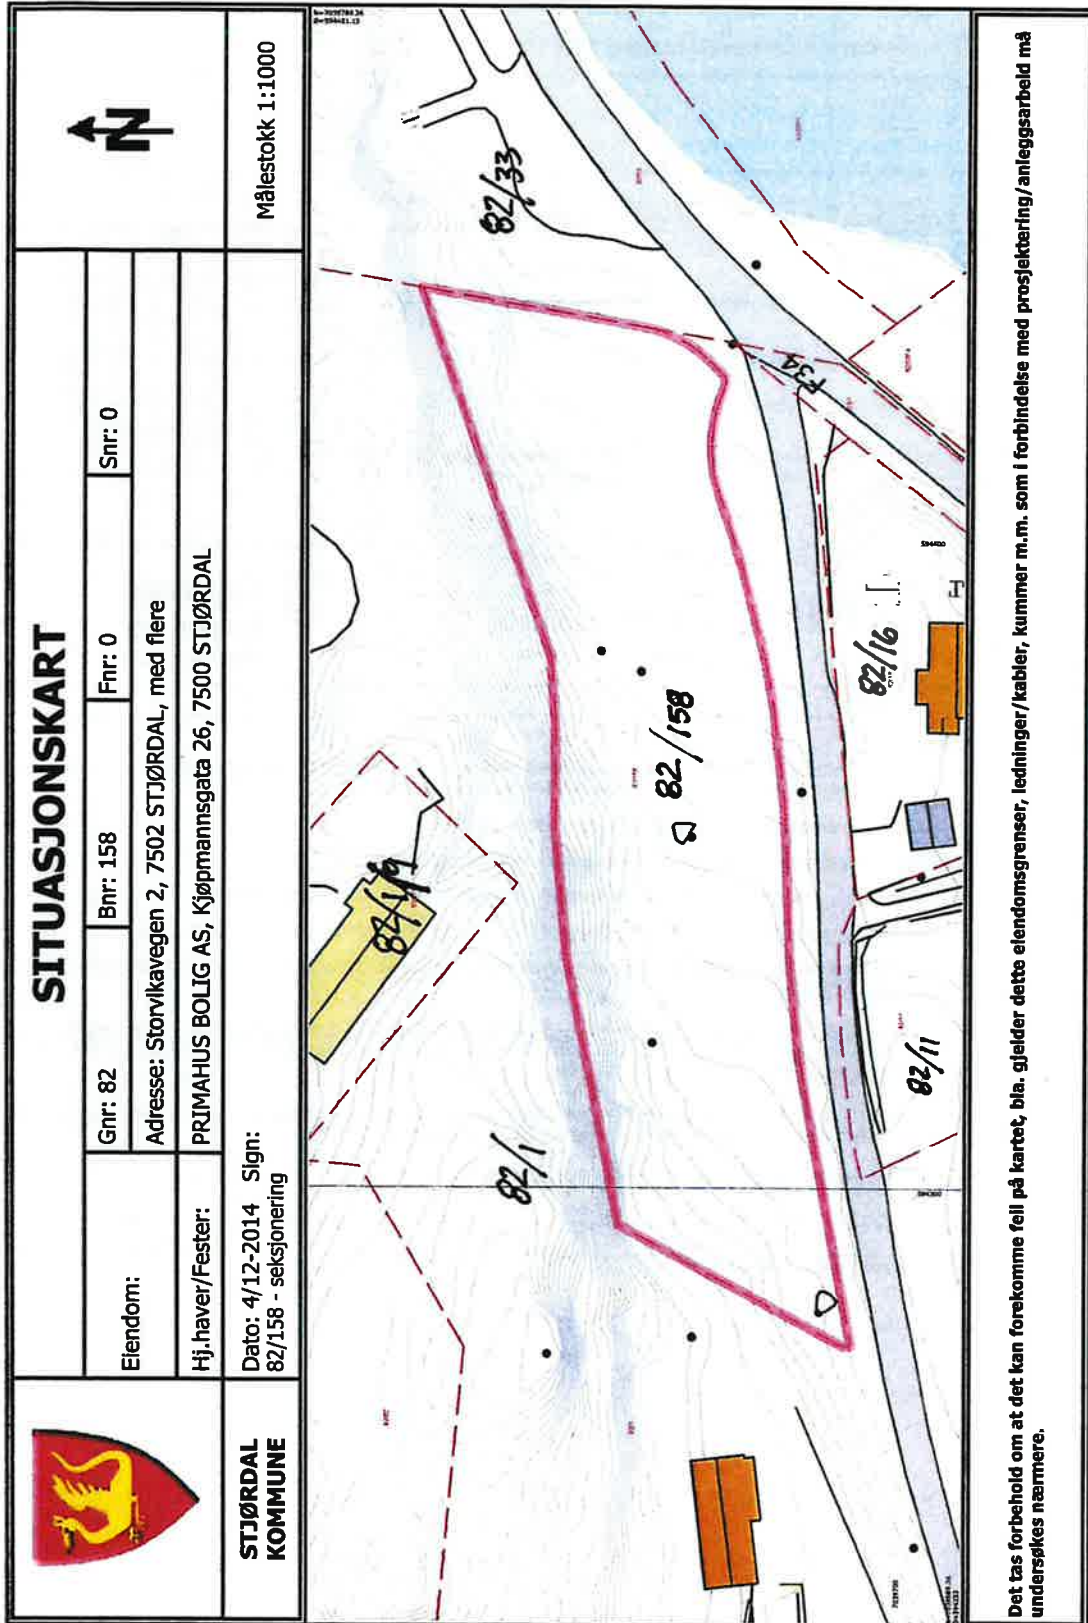 SITUASJONSKART
Eiendom:
Gnr: 82
Bnr: 158
Fnr: 0
Snr: 0
Adresse: Storvikavegen 2, 7502 STJØRDAL, med flere
Hj.haver/Fester:
PRIMAHUS BOLIG AS, Kjøpmannsgata 26, 7500 STJØRDAL
N
STJØRDAL
KOMMUNE
Dato: 4/12-2014 Sign:
82/158 - seksjonering
Målestokk 1:1000
82/33
82/1
82/158
F34
82/16
82/11
594400
594300
7039700
Det tas forbehold om at det kan forekomme feil på kartet, bla. gjelder dette eiendomsgrenser, ledninger/kabler, kummer m.m. som i forbindelse med prosjektering/anleggsarbeid må
undersøkes nærmere.